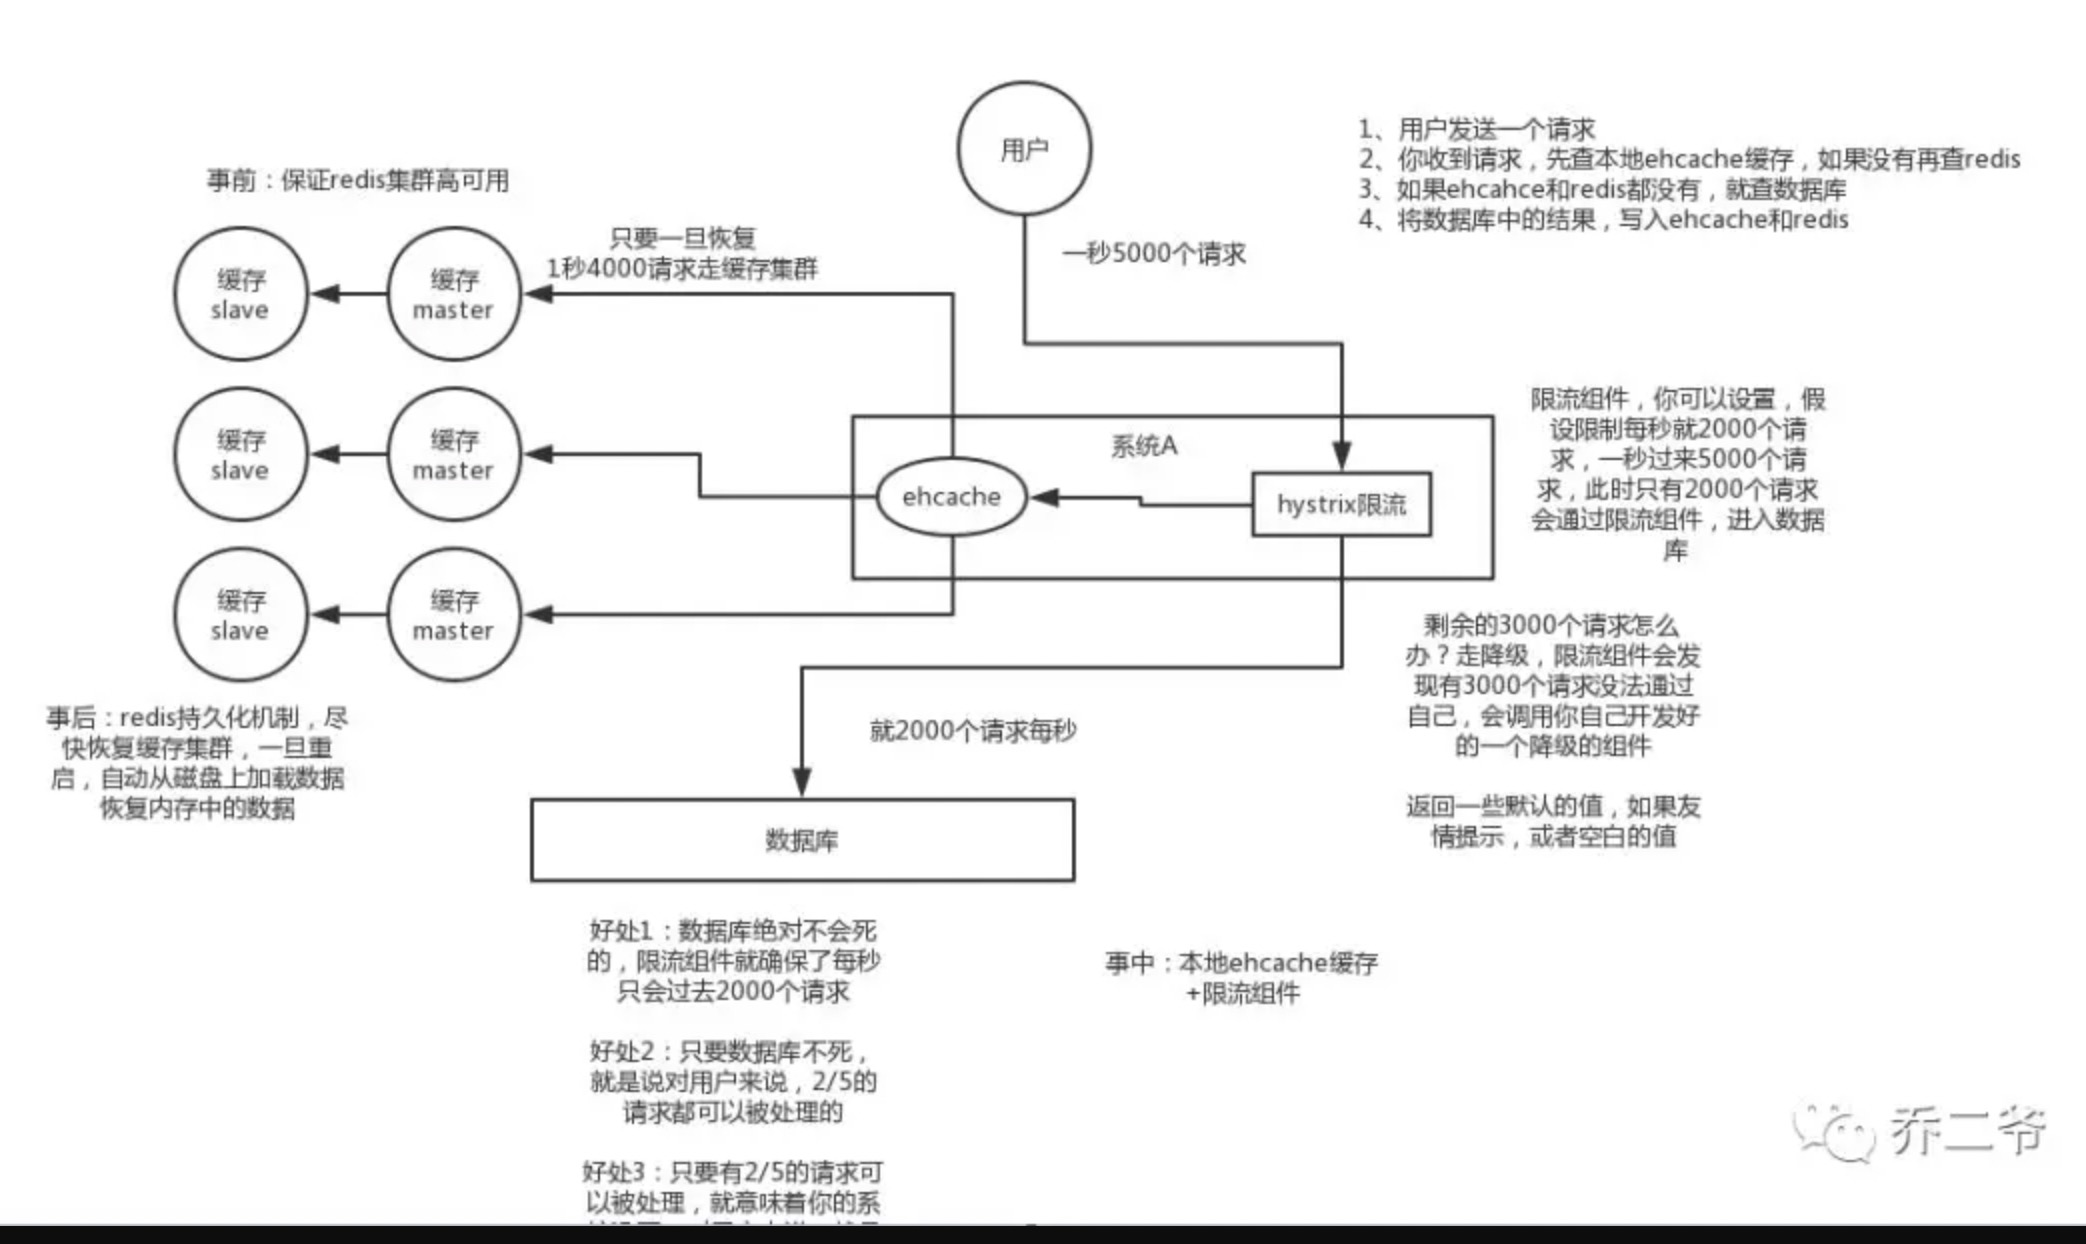 用户
1、用户发送一个请求
2、你收到请求，先查本地ehcache缓存，如果没有再查redis
3、如果ehcahce和redis都没有，就查数据库
4、将数据库中的结果，写入ehcache和redis
事前：保证redis集群高可用
只要一旦恢复
1秒4000请求走缓存集群
一秒5000个请求
缓存
slave
缓存
master
缓存
slave
缓存
master
缓存
slave
缓存
master
系统A
ehcache
hystrix限流
限流组件，你可以设置，假
设限制每秒就2000个请
求，一秒过来5000个请
求，此时只有2000个请求
会通过限流组件，进入数据
库
剩余的3000个请求怎么
办？走降级，限流组件会发
现有3000个请求没法通过
自己，会调用你自己开发好
的一个降级的组件
返回一些默认的值，如果友
情提示，或者空白的值
事后：redis持久化机制，尽
快恢复缓存集群，一旦重
启，自动从磁盘上加载数据
恢复内存中的数据
就2000个请求每秒
数据库
好处1：数据库绝对不会死
的，限流组件就确保了每秒
只会过去2000个请求
好处2：只要数据库不死，
就是说对用户来说，2/5的
请求都可以被处理的
好处3：只要有2/5的请求可
以被处理，就意味着你的系
事中：本地ehcache缓存
+限流组件
乔二爷